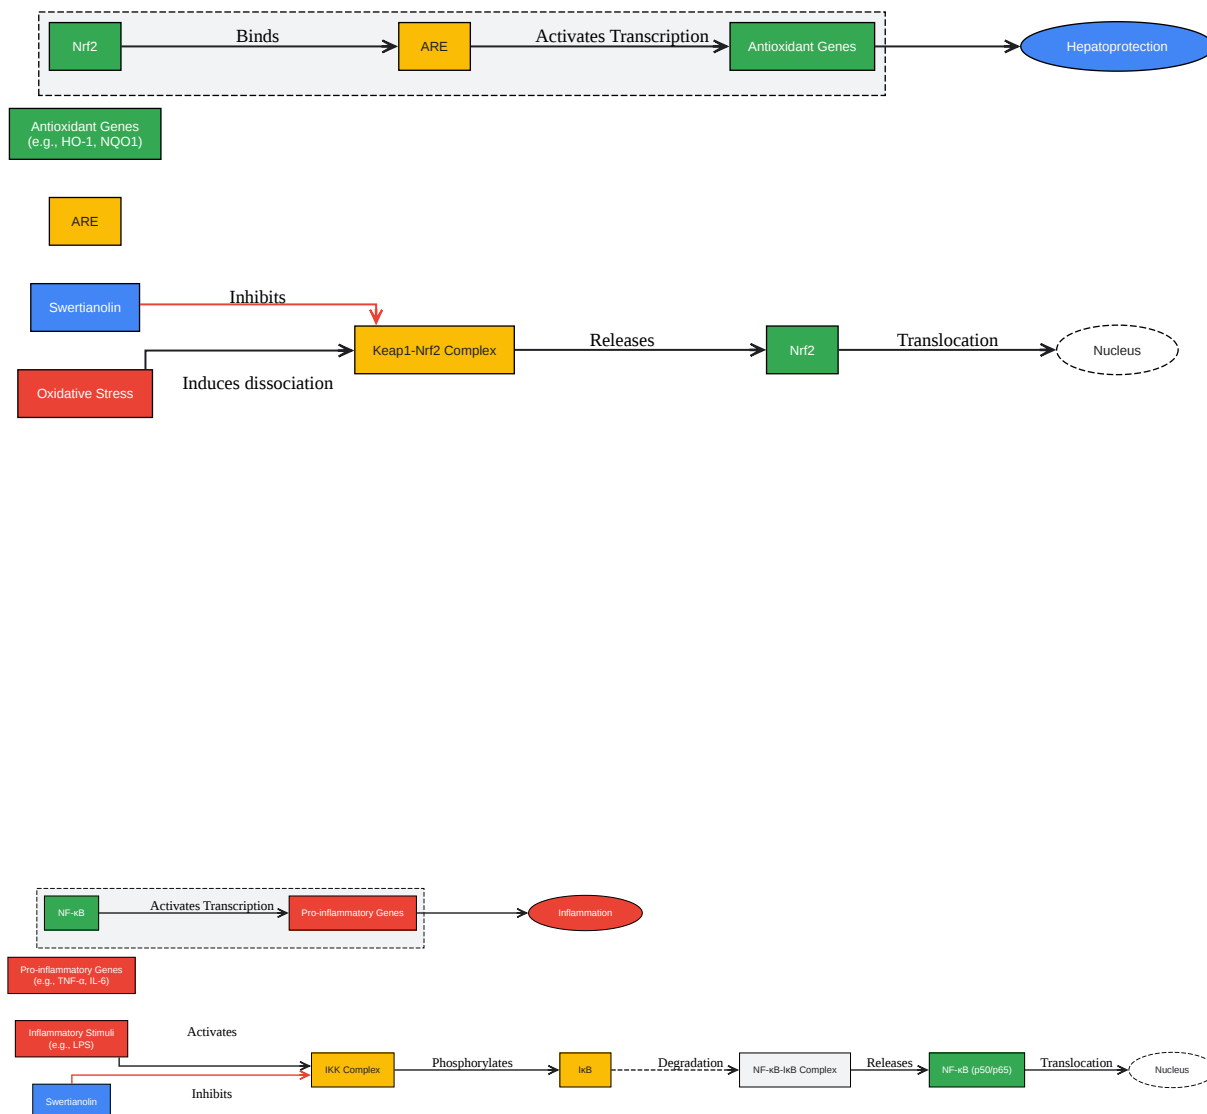 Nrf2
Binds
ARE
Activates Transcription
Antioxidant Genes
Hepatoprotection
Antioxidant Genes
(e.g., HO-1, NQO1)
ARE
Swertianolin
Inhibits
Keap1-Nrf2 Complex
Releases
Nrf2
Translocation
Nucleus
Oxidative Stress
Induces dissociation
NF-κB
Activates Transcription
Pro-inflammatory Genes
Inflammation
Pro-inflammatory Genes
(e.g., TNF-α, IL-6)
Inflammatory Stimuli
(e.g., LPS)
Activates
IKK Complex
Phosphorylates
IκB
Degradation
NF-κB-IκB Complex
Releases
NF-κB (p50/p65)
Translocation
Nucleus
Swertianolin
Inhibits